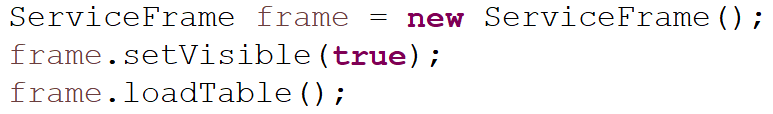 ServiceFrame frame = new ServiceFrame();
frame.setVisible(true);
frame.loadTable();